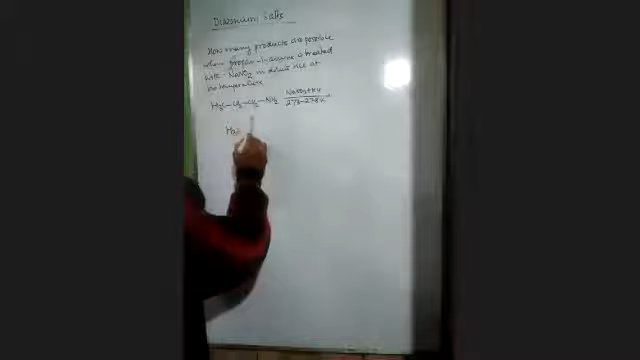 Diazonium Salts
How many products are possible
when propan-1-amine is treated
with NaNO2 in dilute HCl at
low temperature
H3C-CH2-CH2-NH2 NaNO2+HCl
273-278K